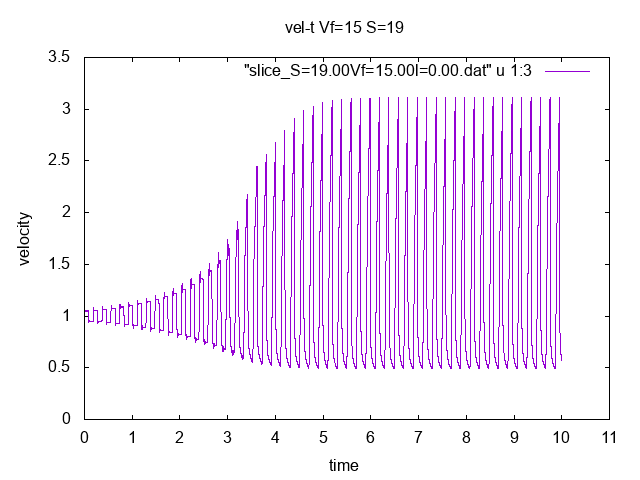 vel-t Vf=15 S=19
3.5
"slice_S=19.00Vf=15.00I=0.00.dat" u 1:3
3
2.5
2
1.5
1
0.5
0
velocity
0 1 2 3 4 5 6 7 8 9 10 11
time